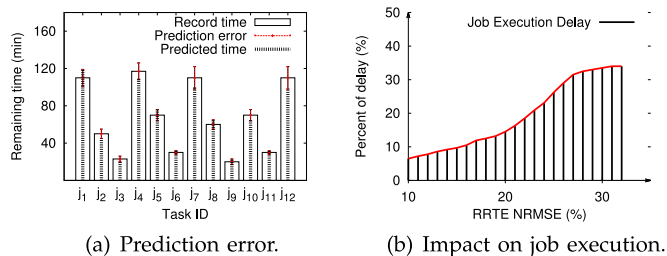 Record time
Prediction error
Predicted time
Remaining time (min)
160
120
80
40
j1 j2 j3 j4 j5 j6 j7 j8 j9 j10 j11 j12
Task ID
(a) Prediction error.
Job Execution Delay
Percent of delay (%)
50
40
30
20
10
0
10 20 30
RRTE NRMSE (%)
(b) Impact on job execution.